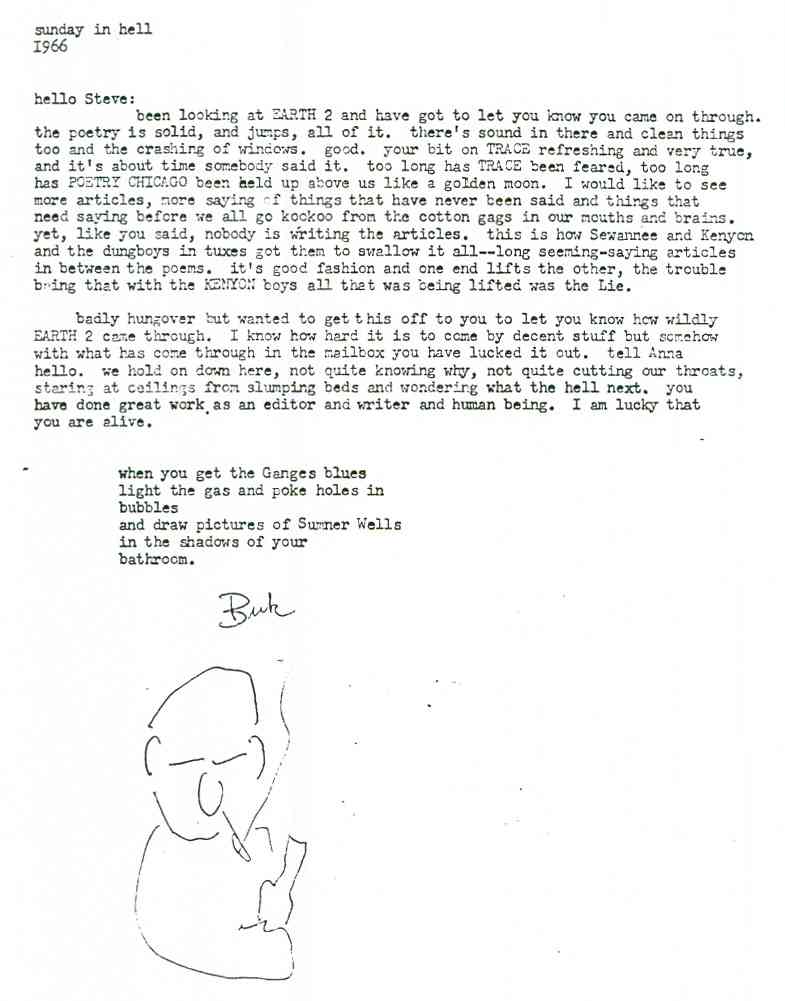 sunday in hell
I966
hello Steve:
been looking at EARTH 2 and have got to let you know you came on through.
the poetry is solid, and jumps, all of it. there's sound in there and clean things
too and the crashing of windows. good. your bit on TRACE refreshing and very true,
and it's about time somebody said it. too long has TRACE been feared, too long
has POETRY CHICAGO been held up above us like a golden moon. I would like to see
more articles, more saying of things that have never been said and things that
need saying before we all go kockoo from the cotton gags in our mouths and brains.
yet, like you said, nobody is writing the articles. this is how Sewannee and Kenyon
and the dungboys in tuxes got them to swallow it all--long seeming-saying articles
in between the poems. it's good fashion and one end lifts the other, the trouble
being that with the KENYON boys all that was being lifted was the Lie.
badly hungover but wanted to get this off to you to let you know how wildly
EARTH 2 came through. I know how hard it is to come by decent stuff but somehow
with what has come through in the mailbox you have lucked it out. tell Anna
hello. we hold on down here, not quite knowing why, not quite cutting our throats,
staring at ceilings from slumping beds and wondering what the hell next. you
have done great work as an editor and writer and human being. I am lucky that
you are alive.
when you get the Ganges blues
light the gas and poke holes in
bubbles
and draw pictures of Sumner Wells
in the shadows of your
bathroom.
Buk